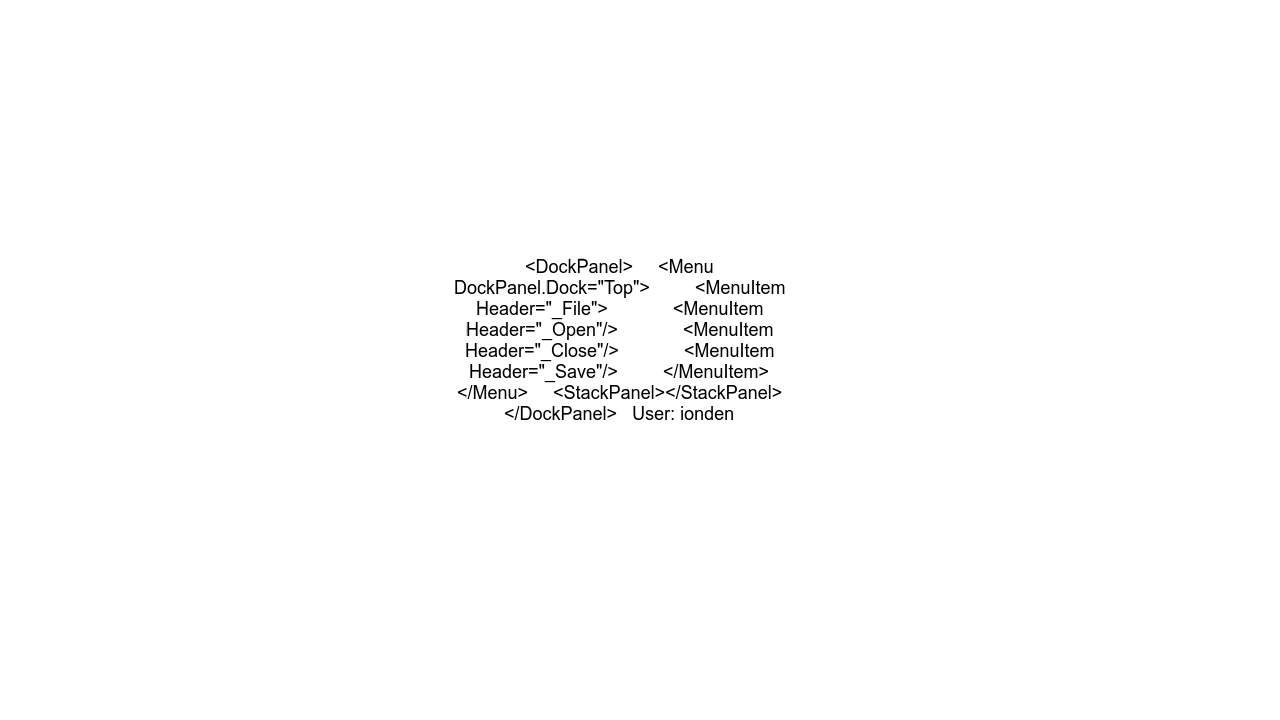 <DockPanel>     <Menu
DockPanel.Dock="Top">         <MenuItem
Header="_File">             <MenuItem
Header="_Open"/>             <MenuItem
Header="_Close"/>             <MenuItem
Header="_Save"/>         </MenuItem>
</Menu>     <StackPanel></StackPanel>
</DockPanel>   User: ionden